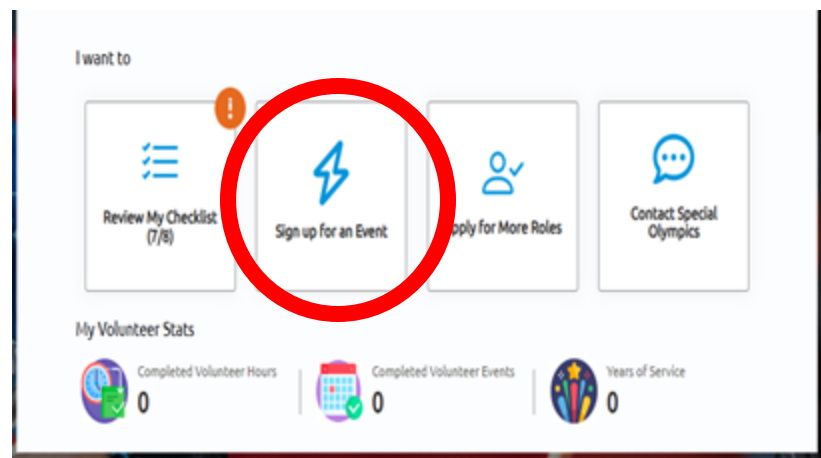 I want to
!
Review My Checklist
(7/8)
Sign up for an Event
pply for More Roles
Contact Special
Olympics
My Volunteer Stats
Completed Volunteer Hours
0
Completed Volunteer Events
0
Years of Service
0